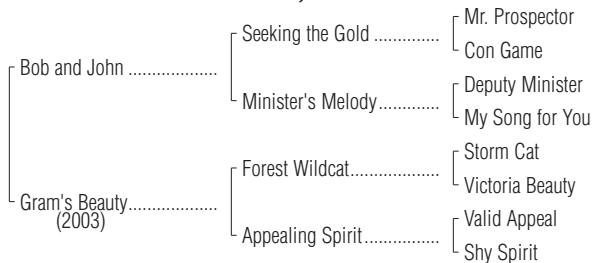 Mr. Prospector
Seeking the Gold ..............
Con Game
Bob and John ...................
Deputy Minister
Minister's Melody.............
My Song for You
Storm Cat
Forest Wildcat...................
Victoria Beauty
Gram's Beauty...................
(2003)
Valid Appeal
Appealing Spirit................
Shy Spirit